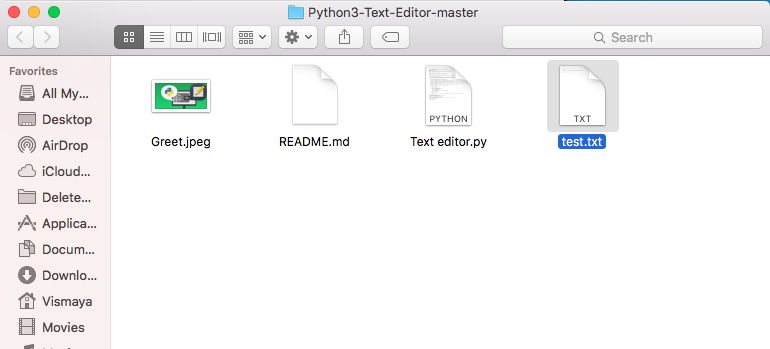 Python3-Text-Editor-master
Search
Favorites
All My...
Desktop
AirDrop
iCloud...
Delete...
Applica...
Docum...
Downlo...
Vismaya
Movies
Greet.jpeg
README.md
PYTHON
Text editor.py
TXT
test.txt